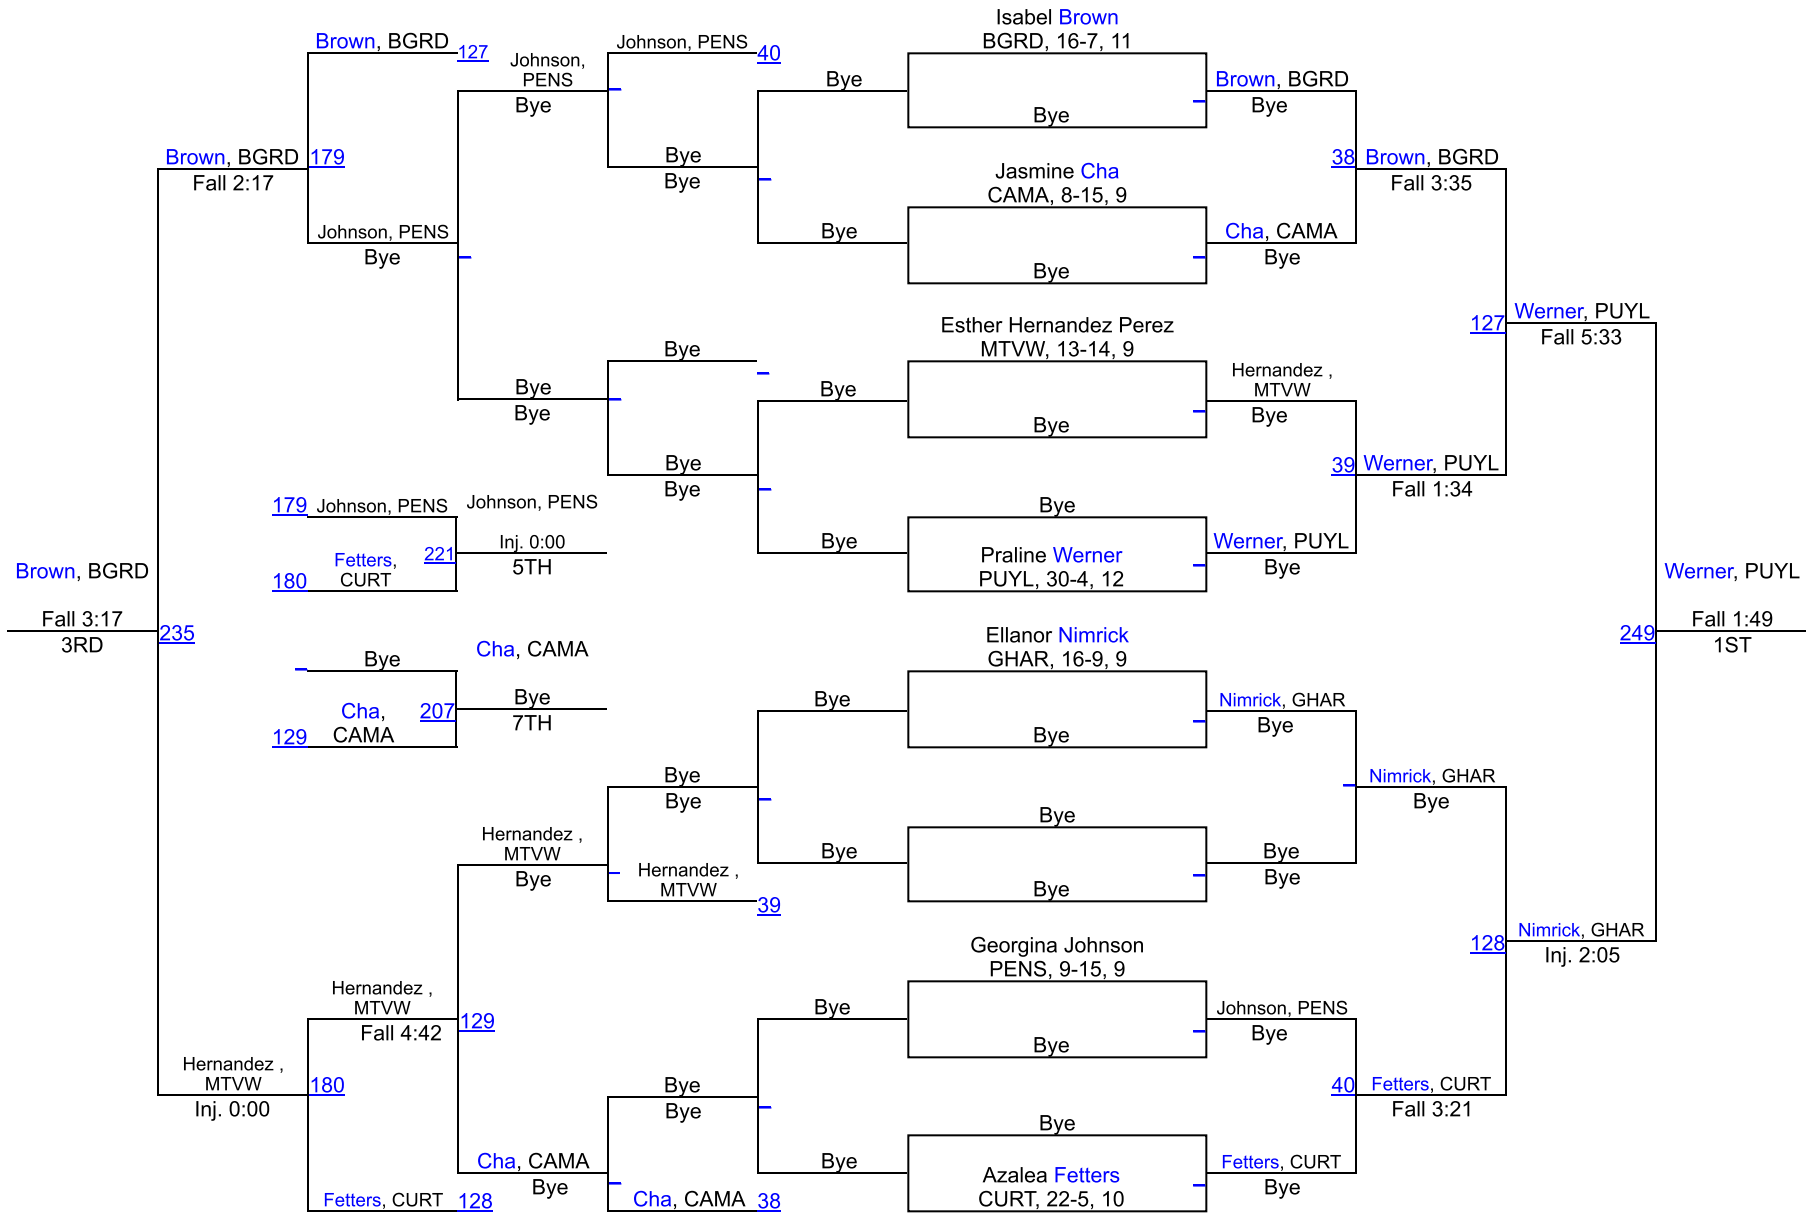 Isabel Brown
BGRD, 16-7, 11
Brown, BGRD
127
Johnson,
PENS
Bye
Johnson, PENS
40
Bye
Bye
Brown, BGRD
Bye
Brown, BGRD
179
Fall 2:17
Bye
Bye
Jasmine Cha
CAMA, 8-15, 9
38
Brown, BGRD
Fall 3:35
Johnson, PENS
Bye
Bye
Bye
Cha, CAMA
Bye
Esther Hernandez Perez
MTVW, 13-14, 9
127
Werner, PUYL
Fall 5:33
Bye
Bye
Bye
Bye
Bye
Hernandez ,
MTVW
Bye
Bye
Bye
39
Werner, PUYL
Fall 1:34
179
Johnson, PENS
Johnson, PENS
Bye
Fetters,
CURT
180
221
Inj. 0:00
5TH
Bye
Praline Werner
PUYL, 30-4, 12
Werner, PUYL
Bye
Brown, BGRD
Fall 3:17
3RD
235
Werner, PUYL
249
Fall 1:49
1ST
Bye
Cha, CAMA
Cha,
CAMA
129
207
Bye
7TH
Ellanor Nimrick
GHAR, 16-9, 9
Bye
Bye
Nimrick, GHAR
Bye
Bye
Bye
Nimrick, GHAR
Bye
Hernandez ,
MTVW
Bye
Hernandez ,
MTVW
39
Bye
Bye
Bye
Bye
Bye
Georgina Johnson
PENS, 9-15, 9
128
Nimrick, GHAR
Inj. 2:05
Hernandez ,
MTVW
Fall 4:42
129
Bye
Bye
Johnson, PENS
Bye
Hernandez ,
MTVW
180
Inj. 0:00
Bye
Bye
40
Fetters, CURT
Fall 3:21
Bye
Cha, CAMA
Bye
Bye
Azalea Fetters
CURT, 22-5, 10
Fetters, CURT
Bye
Fetters, CURT
128
Cha, CAMA
38